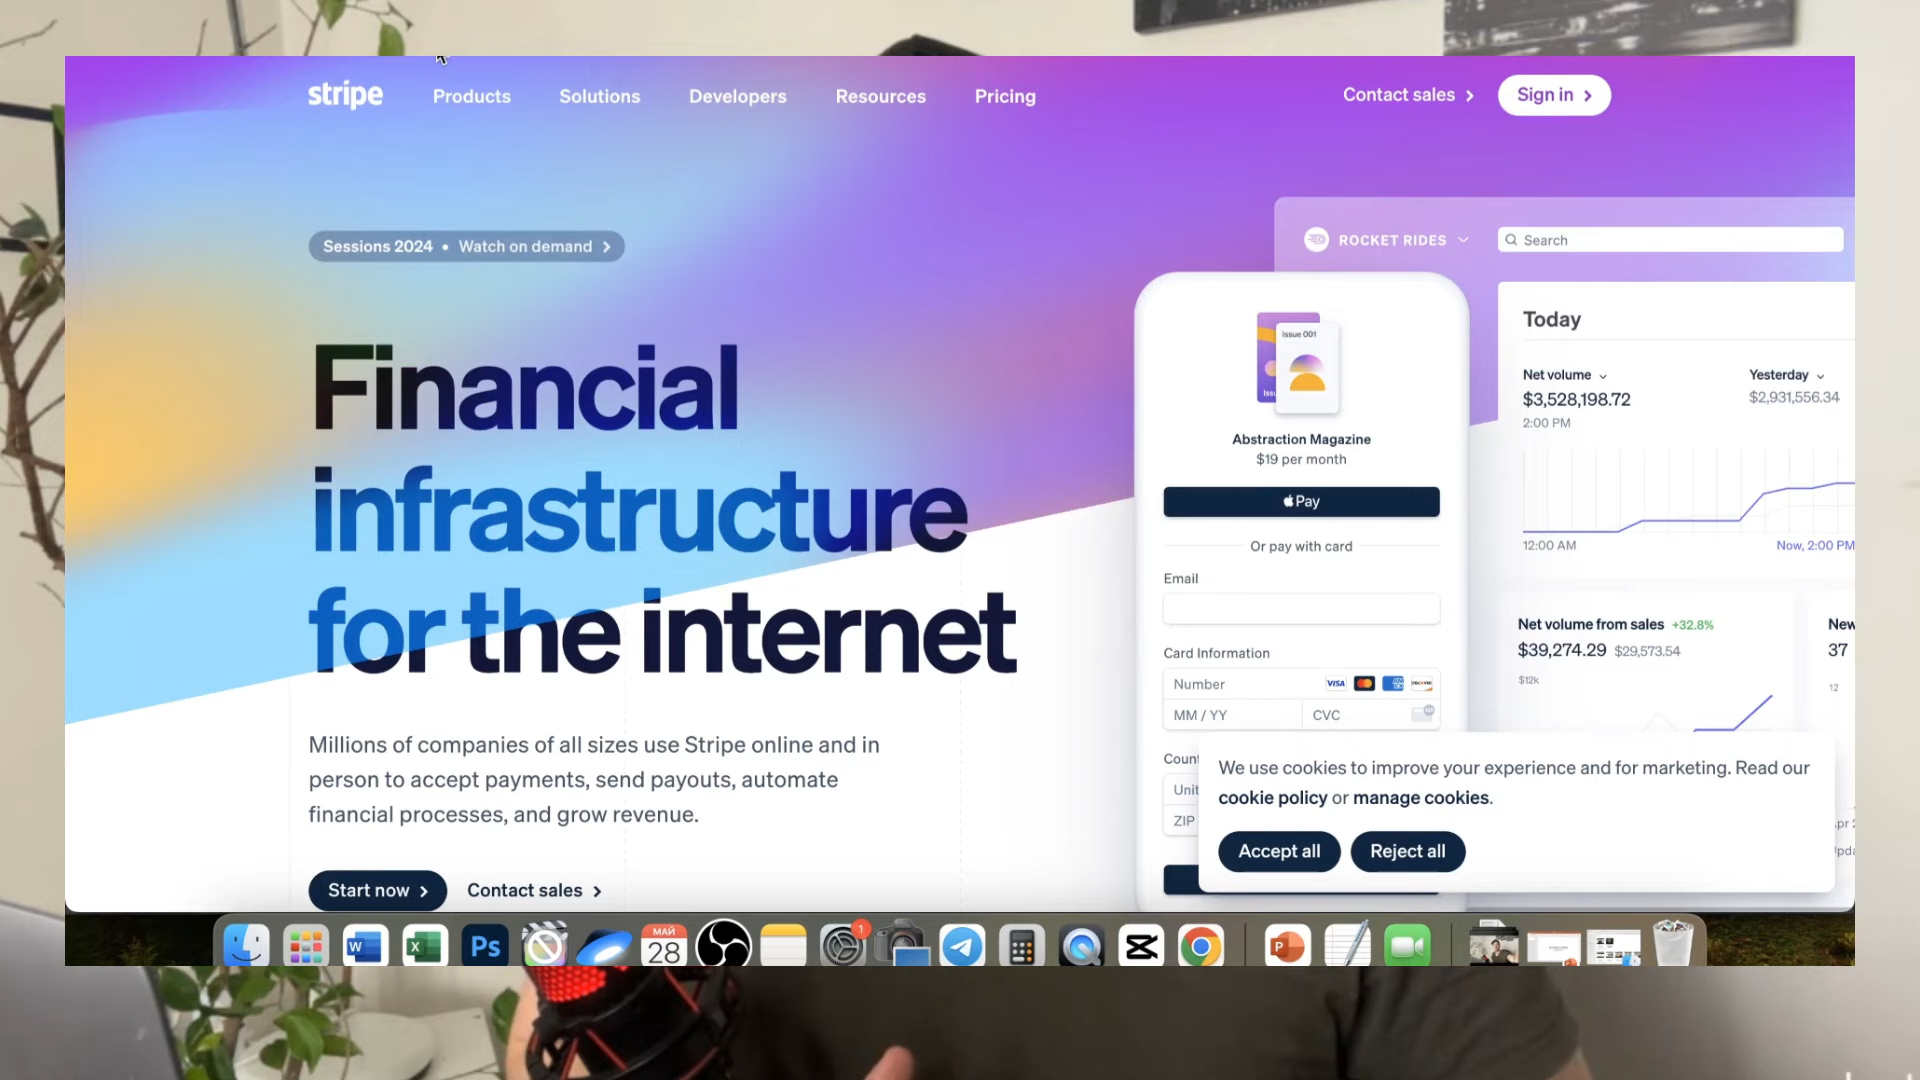 stripe
Products
Solutions
Developers
Resources
Pricing
Contact sales
Sign in
Sessions 2024 • Watch on demand
Financial
infrastructure
for the internet
Millions of companies of all sizes use Stripe online and in
person to accept payments, send payouts, automate
financial processes, and grow revenue.
Start now
Contact sales
ROCKET RIDES
Search
Issue 001
Abstraction Magazine
$19 per month
Pay
Or pay with card
Email
Card Information
Number
VISA
MM / YY
CVC
Today
Net volume
Yesterday
$3,528,198.72
$2,931,556.34
2:00 PM
12:00 AM
Now, 2:00 PM
Net volume from sales +32.8%
New
$39,274.29 $29,573.54
37
$12k
12
ZIP
We use cookies to improve your experience and for marketing. Read our
cookie policy or manage cookies.
Accept all
Reject all
W
X
Ps
МАЙ
28
1
P